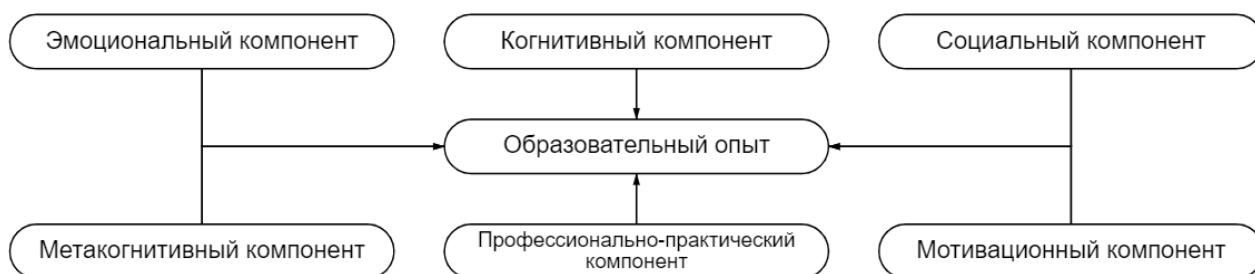 Эмоциональный компонент
Когнитивный компонент
Социальный компонент
Образовательный опыт
Метакогнитивный компонент
Профессионально-практический
компонент
Мотивационный компонент